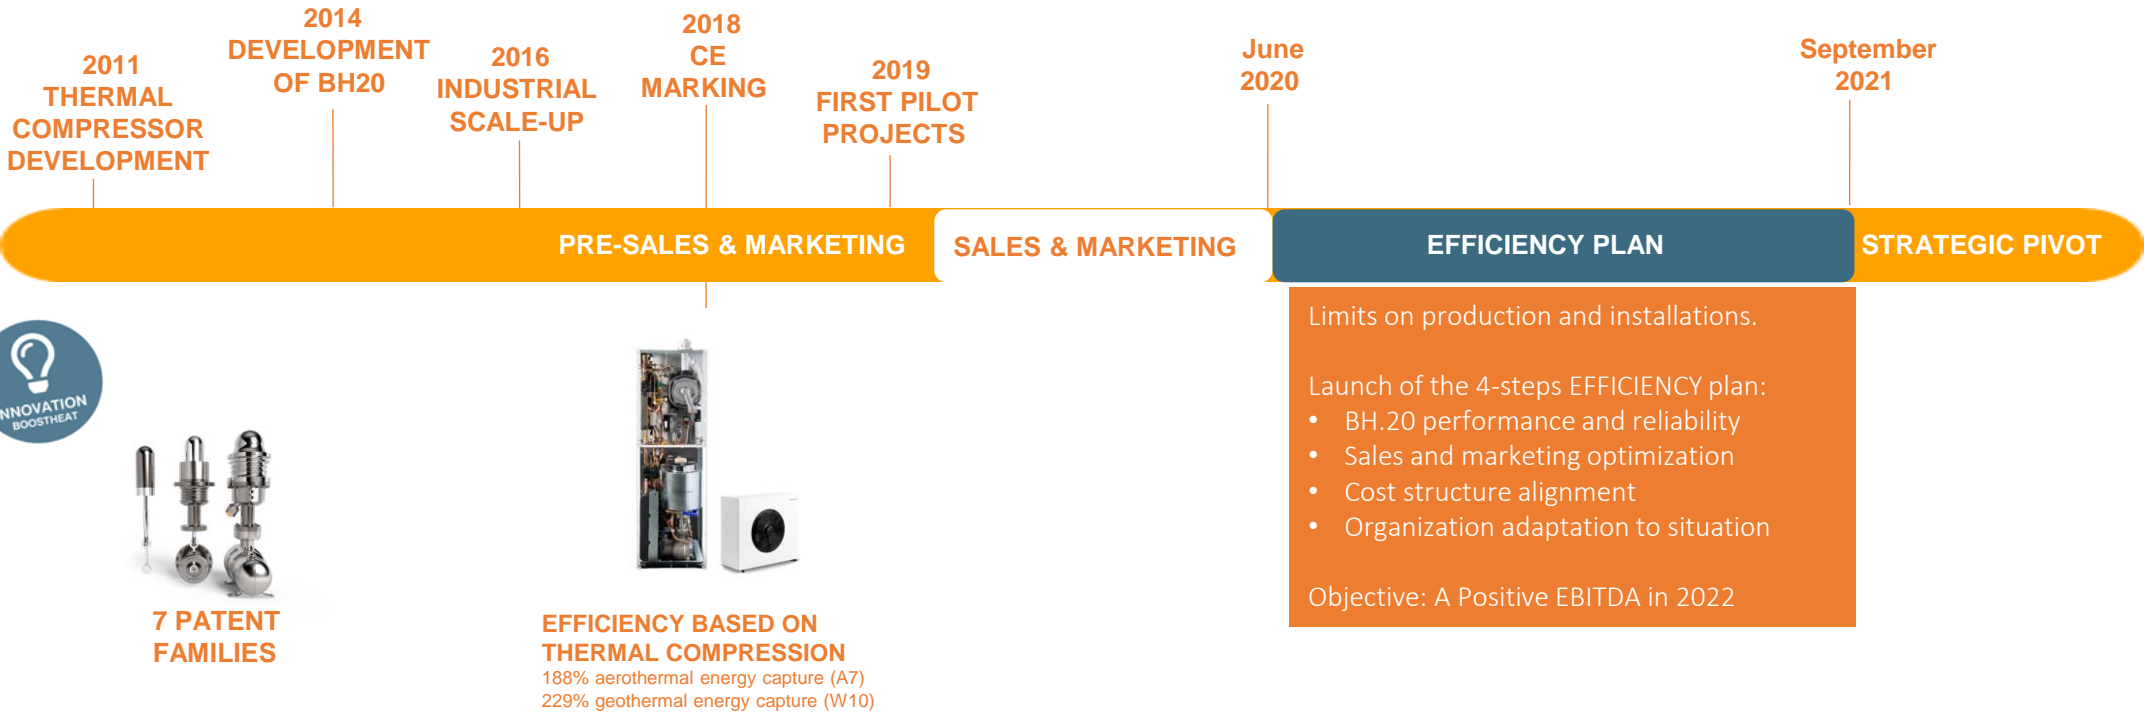 2011
THERMAL
COMPRESSOR
DEVELOPMENT
2014
DEVELOPMENT
OF BH20
2016
INDUSTRIAL
SCALE-UP
2018
CE
MARKING
2019
FIRST PILOT
PROJECTS
June
2020
September
2021
PRE-SALES & MARKETING
SALES & MARKETING
EFFICIENCY PLAN
STRATEGIC PIVOT
NNOVATION
BOOSTHEAT
7 PATENT
FAMILIES
EFFICIENCY BASED ON
THERMAL COMPRESSION
188% aerothermal energy capture (A7)
229% geothermal energy capture (W10)
Limits on production and installations.
Launch of the 4-steps EFFICIENCY plan:
• BH.20 performance and reliability
• Sales and marketing optimization
• Cost structure alignment
• Organization adaptation to situation
Objective: A Positive EBITDA in 2022